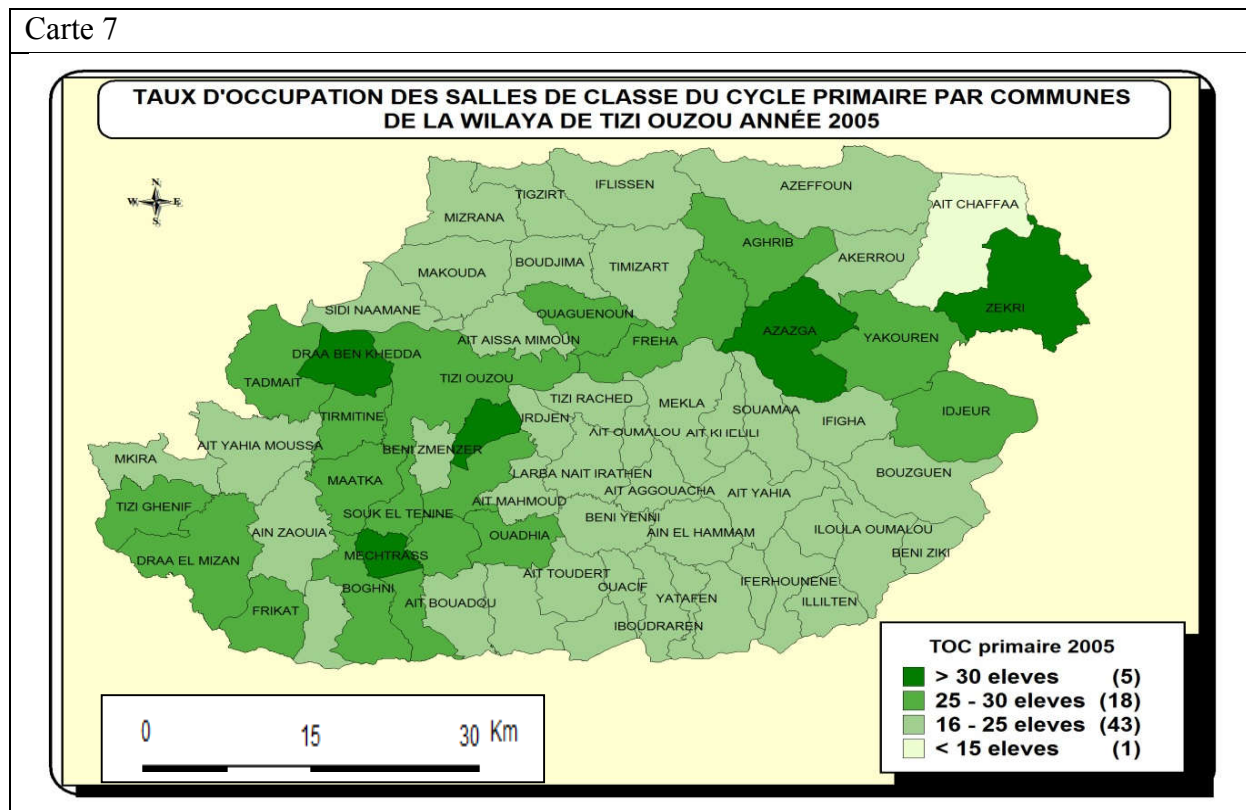 Carte 7
TAUX D'OCCUPATION DES SALLES DE CLASSE DU CYCLE PRIMAIRE PAR COMMUNES
DE LA WILAYA DE TIZI OUZOU ANNÉE 2005
N
W E
S
IFLISSEN
AZEFFOUN
TIGZIRT
AIT CHAFFAA
MIZRANA
AGHRIB
AKERROU
BOUDJIMA
TIMIZART
MAKOUDA
SIDI NAAMANE
OUAGUENOUN
ZEKRI
AZAZGA
YAKOUREN
AIT AISSA MIMOUN
FREHA
DRAA BEN KHEDDA
TADMAIT
TIZI OUZOU
TIZI RACHED
MEKLA
SOUAMAA
IDJEUR
TIRMITINE
IRDJEN
IFIGHA
AIT OUMALOU
AIT KHELILI
AIT YAHIA MOUSSA
BENI ZMENZER
MKIRA
LARBA NAIT IRATHEN
BOUZGUEN
MAATKA
AIT AGGOUACHA
AIT YAHIA
AIT MAHMOUD
TIZI GHENIF
SOUK EL TENINE
BENI YENNI
AIN ZAOUIA
OUADHIA
AIN EL HAMMAM
ILOULA OUMALOU
MECHTRASS
BENI ZIKI
DRAA EL MIZAN
AIT TOUDERT
IFERHOUNENE
BOGHNI
OUACIF
AIT BOUADDU
YATAFEN
ILLILTEN
FRIKAT
IBOUDRAREN
TOC primaire 2005
> 30 eleves (5)
25 - 30 eleves (18)
16 - 25 eleves (43)
< 15 eleves (1)
0 15 30 Km